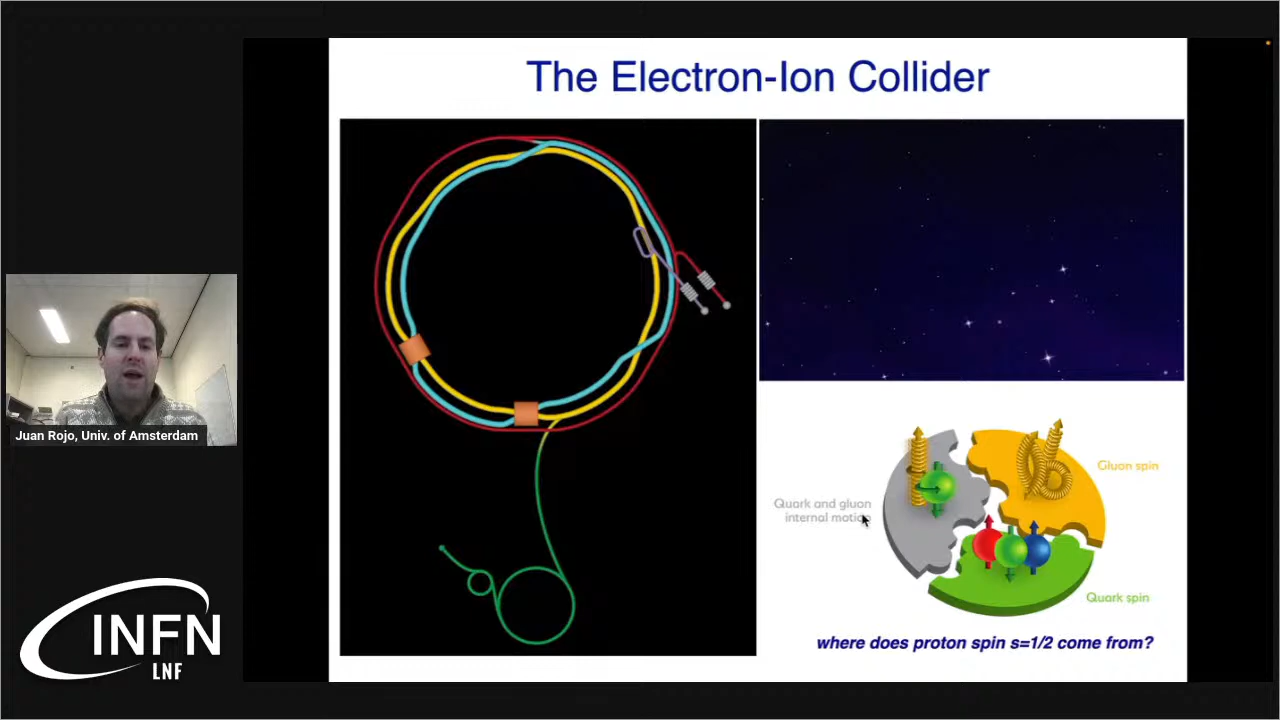 The Electron-Ion Collider
Gluon spin
Quark and gluon
internal motion
Quark spin
where does proton spin s=1/2 come from?
Juan Rojo, Univ. of Amsterdam
INFN
LNF